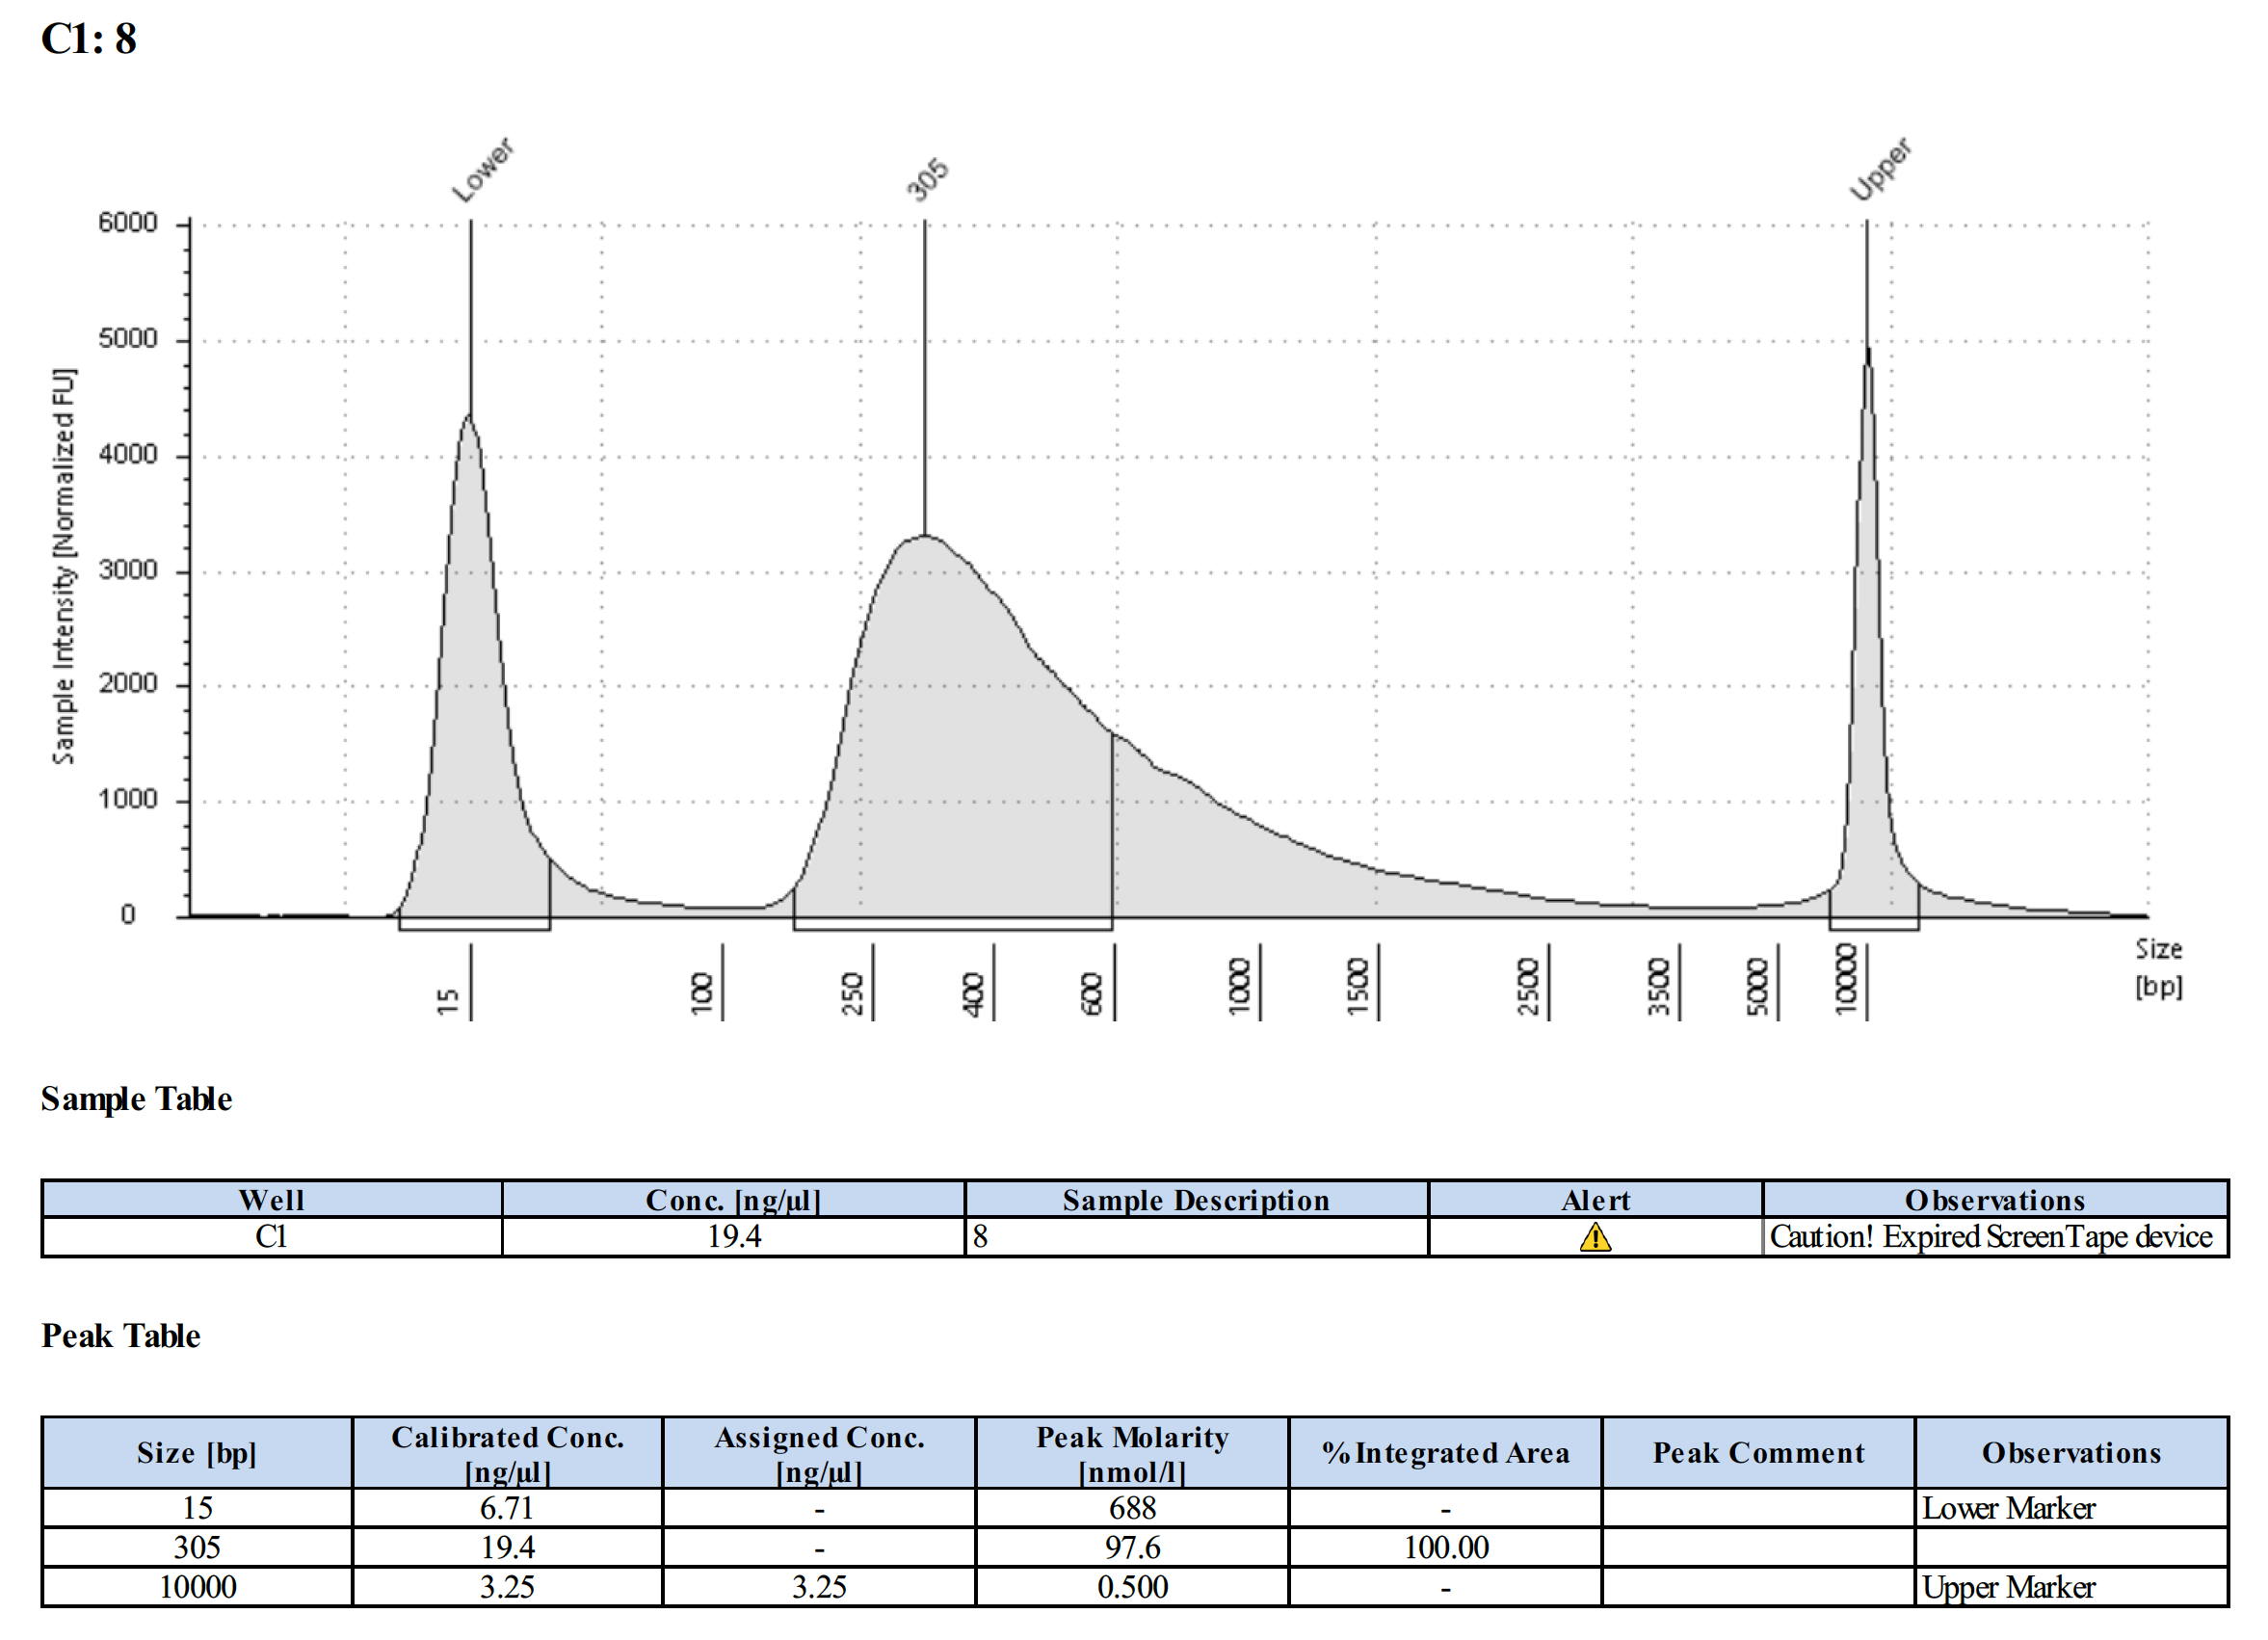 C1: 8
Lower
305
Upper
6000
5000
4000
3000
2000
1000
0
Sample Intensity [Normalized FU]
15
100
250
400
600
1000
1500
2500
3500
5000
10000
Size
[bp]
Sample Table
Well Conc. [ng/µl] Sample Description Alert Observations
C1 19.4 8 Caution! Expired ScreenTape device
Peak Table
Size [bp] Calibrated Conc. [ng/µl] Assigned Conc. [ng/µl] Peak Molarity [nmol/l] % Integrated Area Peak Comment Observations
15 6.71 - 688 - Lower Marker
305 19.4 - 97.6 100.00
10000 3.25 3.25 0.500 - Upper Marker